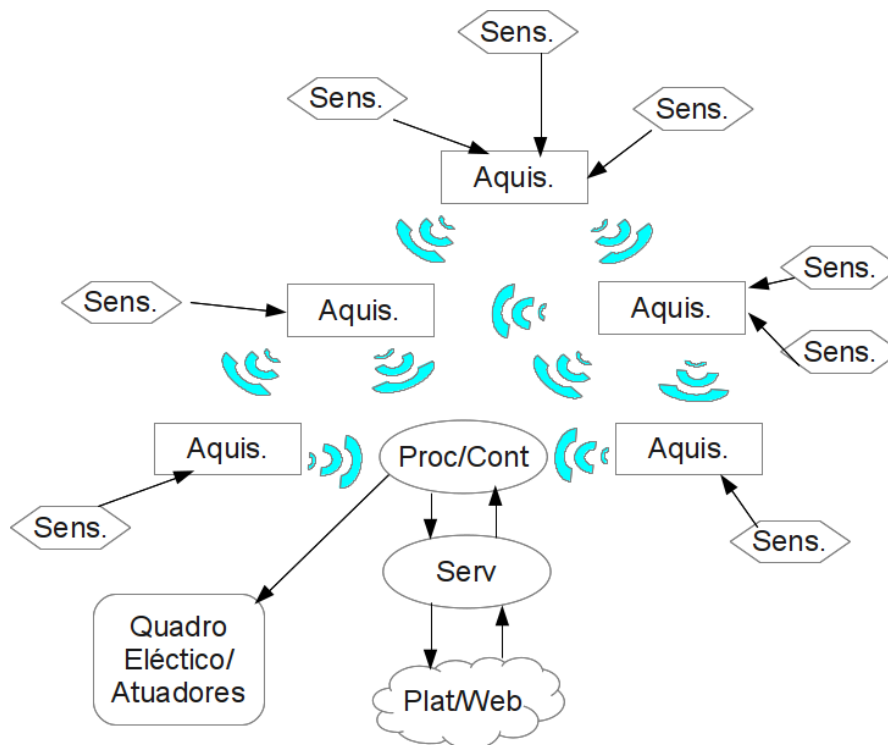 Sens.
Sens.
Sens.
Aquis.
Sens.
Sens.
Aquis.
Aquis.
Sens.
Aquis.
Proc/Cont
Aquis.
Sens.
Sens.
Serv
Quadro
Eléctico/
Atuadores
Plat/Web